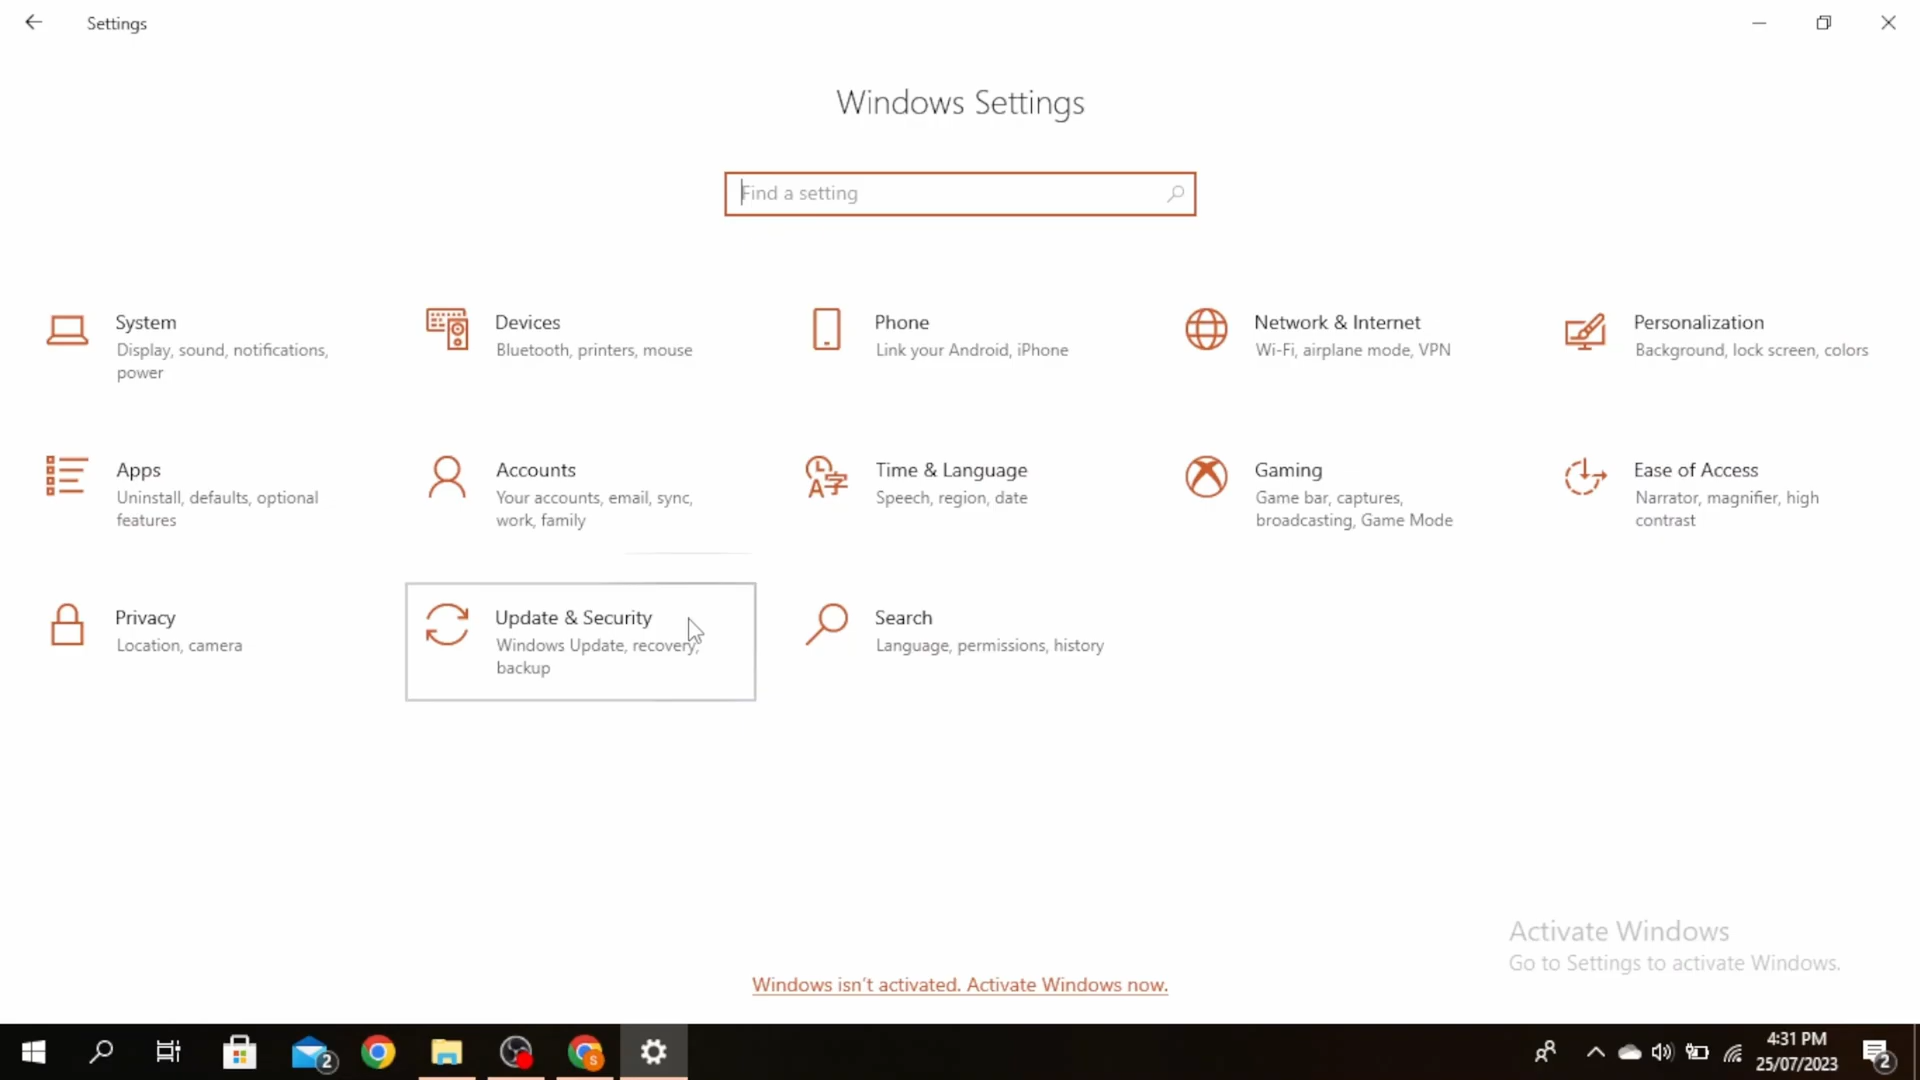 Settings
Windows Settings
Find a setting
System
Display, sound, notifications,
power
Devices
Bluetooth, printers, mouse
Phone
Link your Android, iPhone
Network & Internet
Wi-Fi, airplane mode, VPN
Personalization
Background, lock screen, colors
Apps
Uninstall, defaults, optional
features
Accounts
Your accounts, email, sync,
work, family
Time & Language
Speech, region, date
Gaming
Game bar, captures,
broadcasting, Game Mode
Ease of Access
Narrator, magnifier, high
contrast
Privacy
Location, camera
Update & Security
Windows Update, recovery,
backup
Search
Language, permissions, history
Activate Windows
Go to Settings to activate Windows.
Windows isn't activated. Activate Windows now.
2
S
4:31 PM
25/07/2023
2